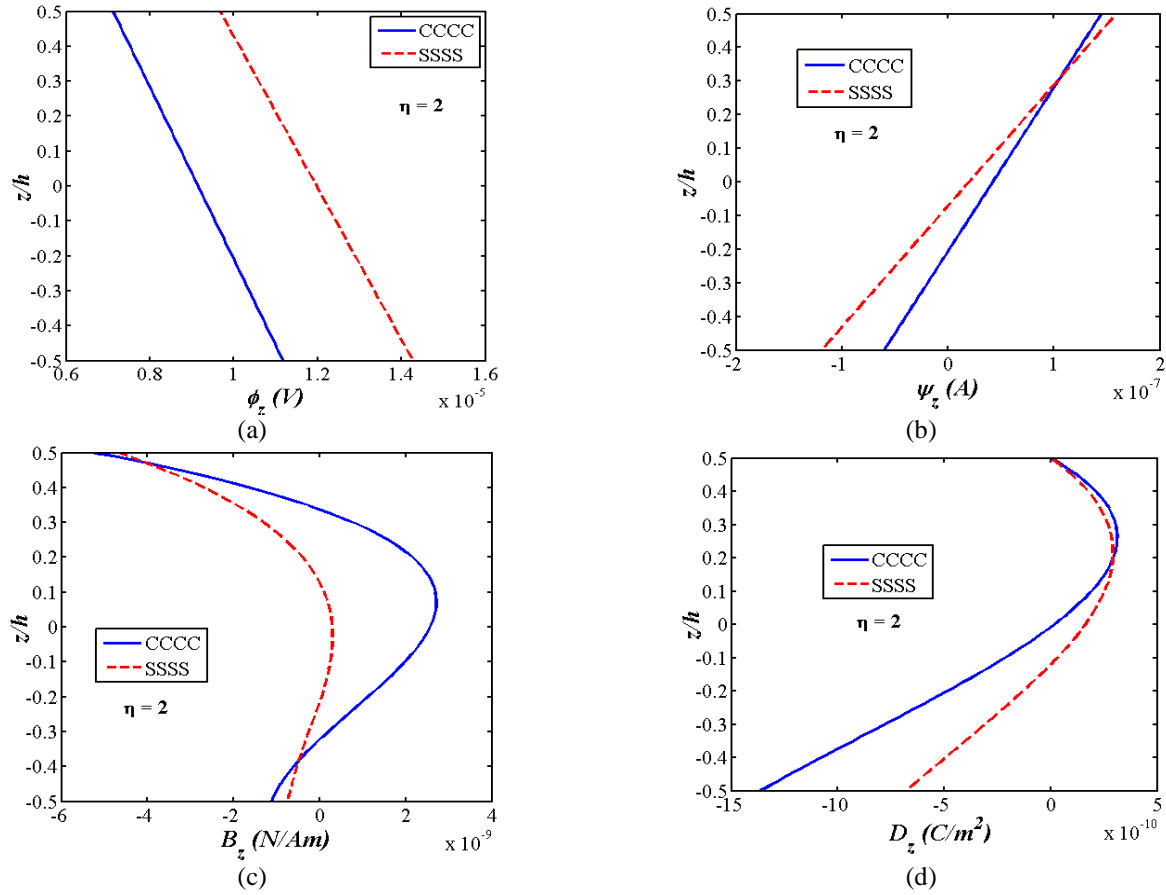 0.5
0.4
0.3
0.2
0.1
0
-0.1
-0.2
-0.3
-0.4
-0.5
z/h
CCCC
SSSS
η = 2
0.6 0.8 1 1.2 1.4 1.6
x 10⁻⁵
ϕz (V)
(a)
0.5
0.4
0.3
0.2
0.1
0
-0.1
-0.2
-0.3
-0.4
-0.5
z/h
CCCC
SSSS
η = 2
-2 -1 0 1 2
x 10⁻⁷
ψz (A)
(b)
0.5
0.4
0.3
0.2
0.1
0
-0.1
-0.2
-0.3
-0.4
-0.5
z/h
CCCC
SSSS
η = 2
-6 -4 -2 0 2 4
x 10⁻⁹
Bz (N/Am)
(c)
0.5
0.4
0.3
0.2
0.1
0
-0.1
-0.2
-0.3
-0.4
-0.5
z/h
CCCC
SSSS
η = 2
-15 -10 -5 0 5
x 10⁻¹⁰
Dz (C/m²)
(d)